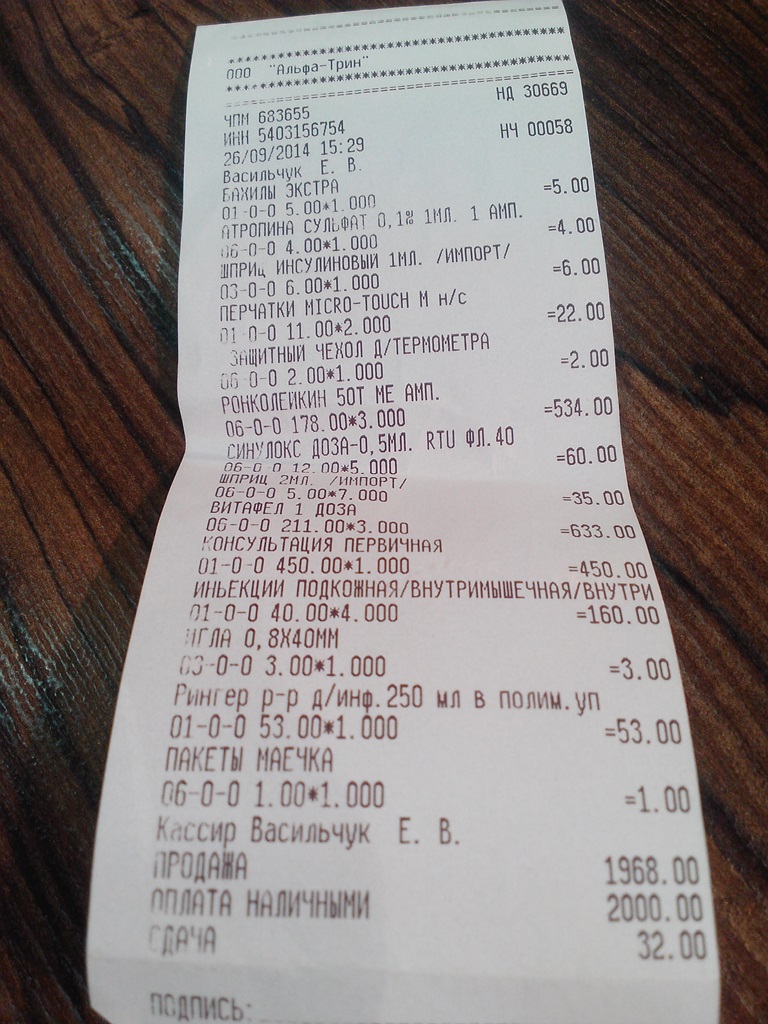 ************************************
ООО "Альфа-Трин"
************************************
====================================
НД 30669
ЧПМ 683655
ИНН 5403156754
НЧ 00058
26/09/2014 15:29
Васильчук Е. В.
БАХИЛЫ ЭКСТРА
01-0-0 5.00*1.000 =5.00
АТРОПИНА СУЛЬФАТ 0,1% 1МЛ. 1 АМП.
06-0-0 4.00*1.000 =4.00
ШПРИЦ ИНСУЛИНОВЫЙ 1МЛ. /ИМПОРТ/
03-0-0 6.00*1.000 =6.00
ПЕРЧАТКИ MICRO-TOUCH M н/с
01-0-0 11.00*2.000 =22.00
ЗАЩИТНЫЙ ЧЕХОЛ Д/ТЕРМОМЕТРА
06-0-0 2.00*1.000 =2.00
РОНКОЛЕЙКИН 50Т МЕ АМП.
06-0-0 178.00*3.000 =534.00
СИНУЛОКС ДОЗА-0,5МЛ. RTU ФЛ.40
06-0-0 12.00*5.000 =60.00
ШПРИЦ 2МЛ. /ИМПОРТ/
06-0-0 5.00*7.000 =35.00
ВИТАФЕЛ 1 ДОЗА
06-0-0 211.00*3.000 =633.00
КОНСУЛЬТАЦИЯ ПЕРВИЧНАЯ
01-0-0 450.00*1.000 =450.00
ИНЬЕКЦИИ ПОДКОЖНАЯ/ВНУТРИМЫШЕЧНАЯ/ВНУТРИ
01-0-0 40.00*4.000 =160.00
ИГЛА 0,8Х40ММ
03-0-0 3.00*1.000 =3.00
Рингер р-р д/инф.250 мл в полим.уп
01-0-0 53.00*1.000 =53.00
ПАКЕТЫ МАЕЧКА
06-0-0 1.00*1.000 =1.00
Кассир Васильчук Е. В.
ПРОДАЖА 1968.00
ОПЛАТА НАЛИЧНЫМИ 2000.00
СДАЧА 32.00
ПОДПИСЬ: